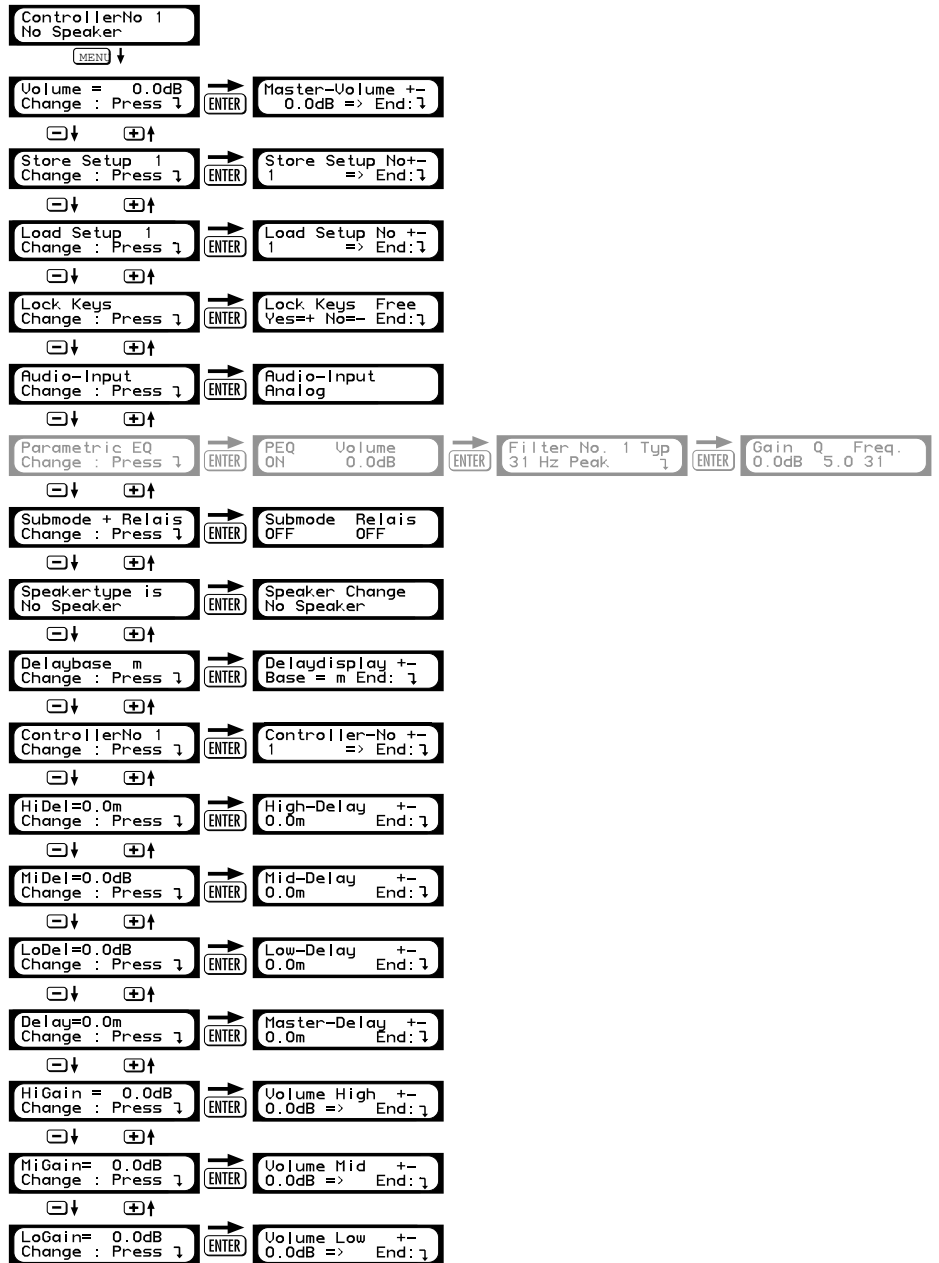 ControllerNo 1
No Speaker
MENU
Volume = 0.0dB
Change : Press ↴
ENTER
Master-Volume +-
0.0dB => End:↴
Store Setup 1
Change : Press ↴
ENTER
Store Setup No+-
1 => End:↴
Load Setup 1
Change : Press ↴
ENTER
Load Setup No +-
1 => End:↴
Lock Keys
Change : Press ↴
ENTER
Lock Keys Free
Yes=+ No=- End:↴
Audio-Input
Change : Press ↴
ENTER
Audio-Input
Analog
Parametric EQ
Change : Press ↴
ENTER
PEQ Volume
ON 0.0dB
ENTER
Filter No. 1 Typ
31 Hz Peak ↴
ENTER
Gain Q Freq.
0.0dB 5.0 31
Submode + Relais
Change : Press ↴
ENTER
Submode Relais
OFF OFF
Speakertype is
No Speaker
ENTER
Speaker Change
No Speaker
Delaybase m
Change : Press ↴
ENTER
Delaydisplay +-
Base = m End: ↴
ControllerNo 1
Change : Press ↴
ENTER
Controller-No +-
1 => End:↴
HiDel=0.0m
Change : Press ↴
ENTER
High-Delay +-
0.0m End:↴
MiDel=0.0dB
Change : Press ↴
ENTER
Mid-Delay +-
0.0m End:↴
LoDel=0.0dB
Change : Press ↴
ENTER
Low-Delay +-
0.0m End:↴
Delay=0.0m
Change : Press ↴
ENTER
Master-Delay +-
0.0m End:↴
HiGain = 0.0dB
Change : Press ↴
ENTER
Volume High +-
0.0dB => End:↴
MiGain= 0.0dB
Change : Press ↴
ENTER
Volume Mid +-
0.0dB => End:↴
LoGain= 0.0dB
Change : Press ↴
ENTER
Volume Low +-
0.0dB => End:↴